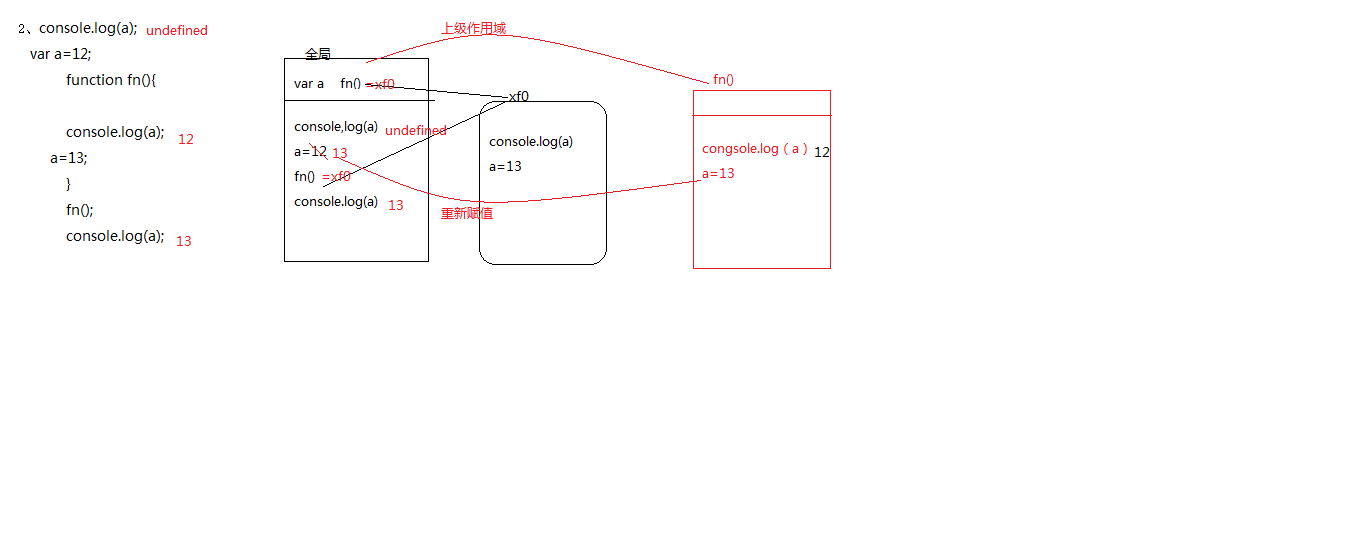 2、console.log(a); undefined
var a=12;
function fn(){
console.log(a); 12
a=13;
}
fn();
console.log(a); 13
全局
var a fn() =xf0
console,log(a) undefined
a=12 13
fn() =xf0
console.log(a) 13
上级作用域
重新赋值
xf0
console.log(a)
a=13
fn()
congsole.log（a） 12
a=13